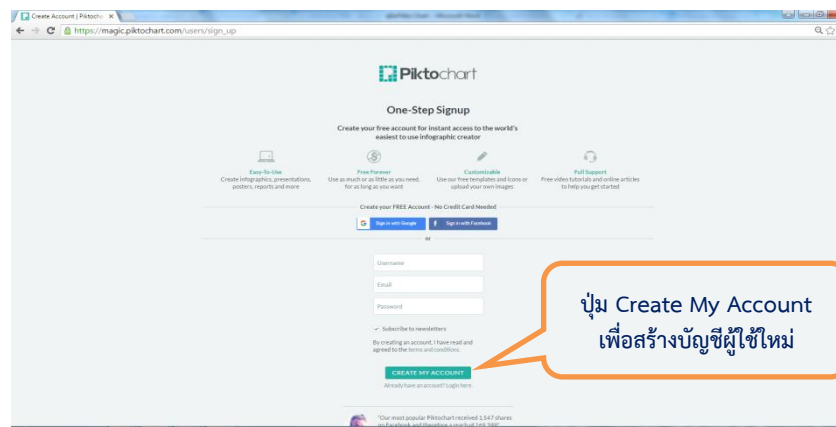 Create Account | Piktocha
https://magic.piktochart.com/users/sign_up
Piktochart
One-Step Signup
Create your free account for instant access to the world's
easiest to use infographic creator
Easy-To-Use
Create infographics, presentations,
posters, reports and more
Free Forever
Use as much or as little as you need,
for as long as you want
Customizable
Use our free templates and icons or
upload your own images
Full Support
Free video tutorials and online articles
to help you get started
Create your FREE Account - No Credit Card Needed
G Sign in with Google
f Sign in with Facebook
or
Username
Email
Password
Subscribe to newsletters
By creating an account, I have read and
agreed to the terms and conditions.
CREATE MY ACCOUNT
Already have an account? Login here.
ปุ่ม Create My Account
เพื่อสร้างบัญชีผู้ใช้ใหม่
"Our most popular Piktochart received 1,547 shares
on Facebook and therefore a reach of